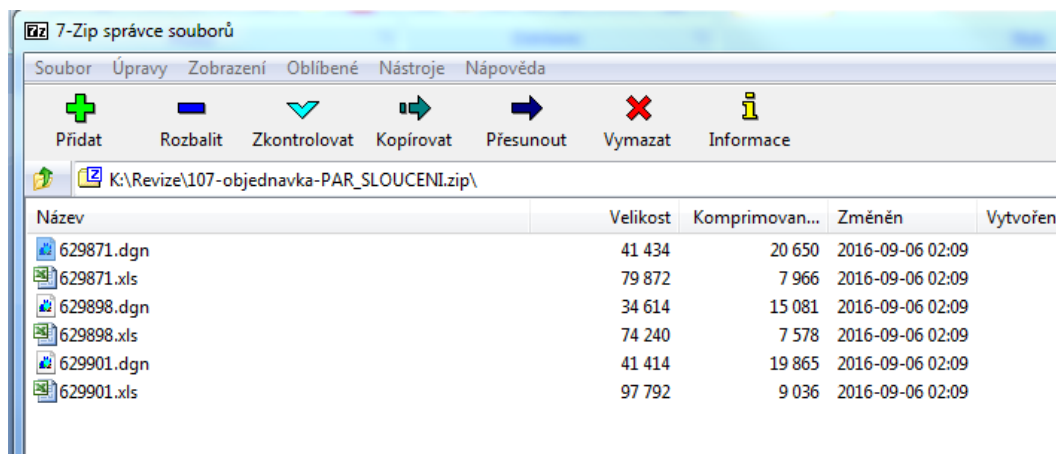 7-Zip správce souborů
Soubor Úpravy Zobrazení Oblíbené Nástroje Nápověda
Přidat Rozbalit Zkontrolovat Kopírovat Přesunout Vymazat Informace
K:\Revize\107-objednavka-PAR_SLOUCENI.zip\
Název Velikost Komprimovan... Změněn Vytvořen
629871.dgn 41 434 20 650 2016-09-06 02:09
629871.xls 79 872 7 966 2016-09-06 02:09
629898.dgn 34 614 15 081 2016-09-06 02:09
629898.xls 74 240 7 578 2016-09-06 02:09
629901.dgn 41 414 19 865 2016-09-06 02:09
629901.xls 97 792 9 036 2016-09-06 02:09